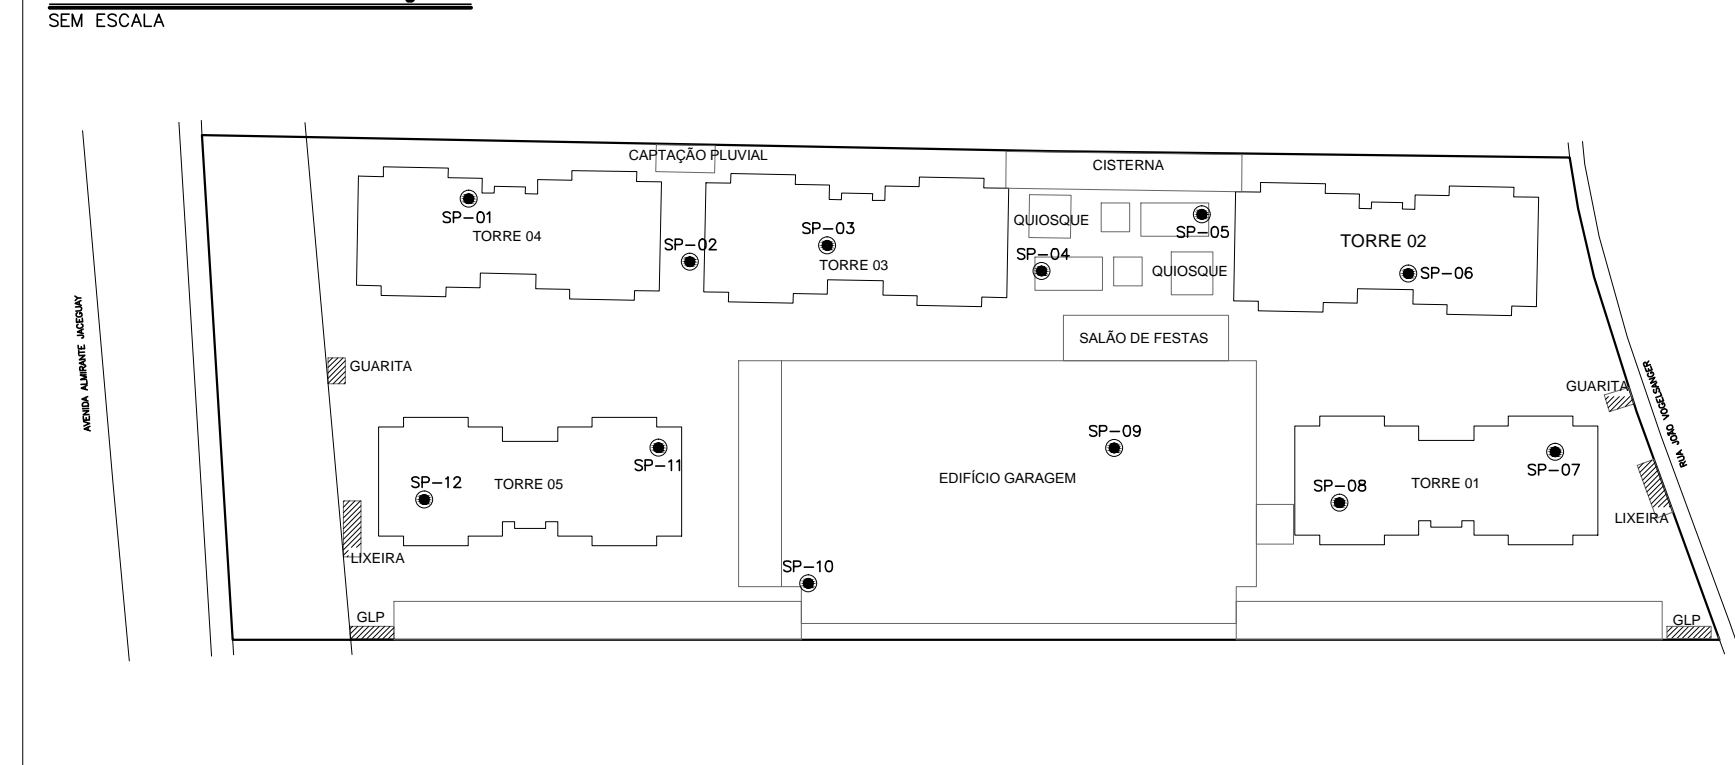 SEM ESCALA
CAPTAÇÃO PLUVIAL
CISTERNA
SP-01
TORRE 04
SP-02
SP-03
TORRE 03
QUIOSQUE
SP-04
SP-05
QUIOSQUE
TORRE 02
SP-06
SALÃO DE FESTAS
AVENIDA ALMIRANTE JACEGUAY
GUARITA
GUARITA
RUA JOÃO VOGELSANGER
SP-09
SP-11
SP-12
TORRE 05
EDIFÍCIO GARAGEM
SP-08
TORRE 01
SP-07
LIXEIRA
LIXEIRA
SP-10
GLP
GLP